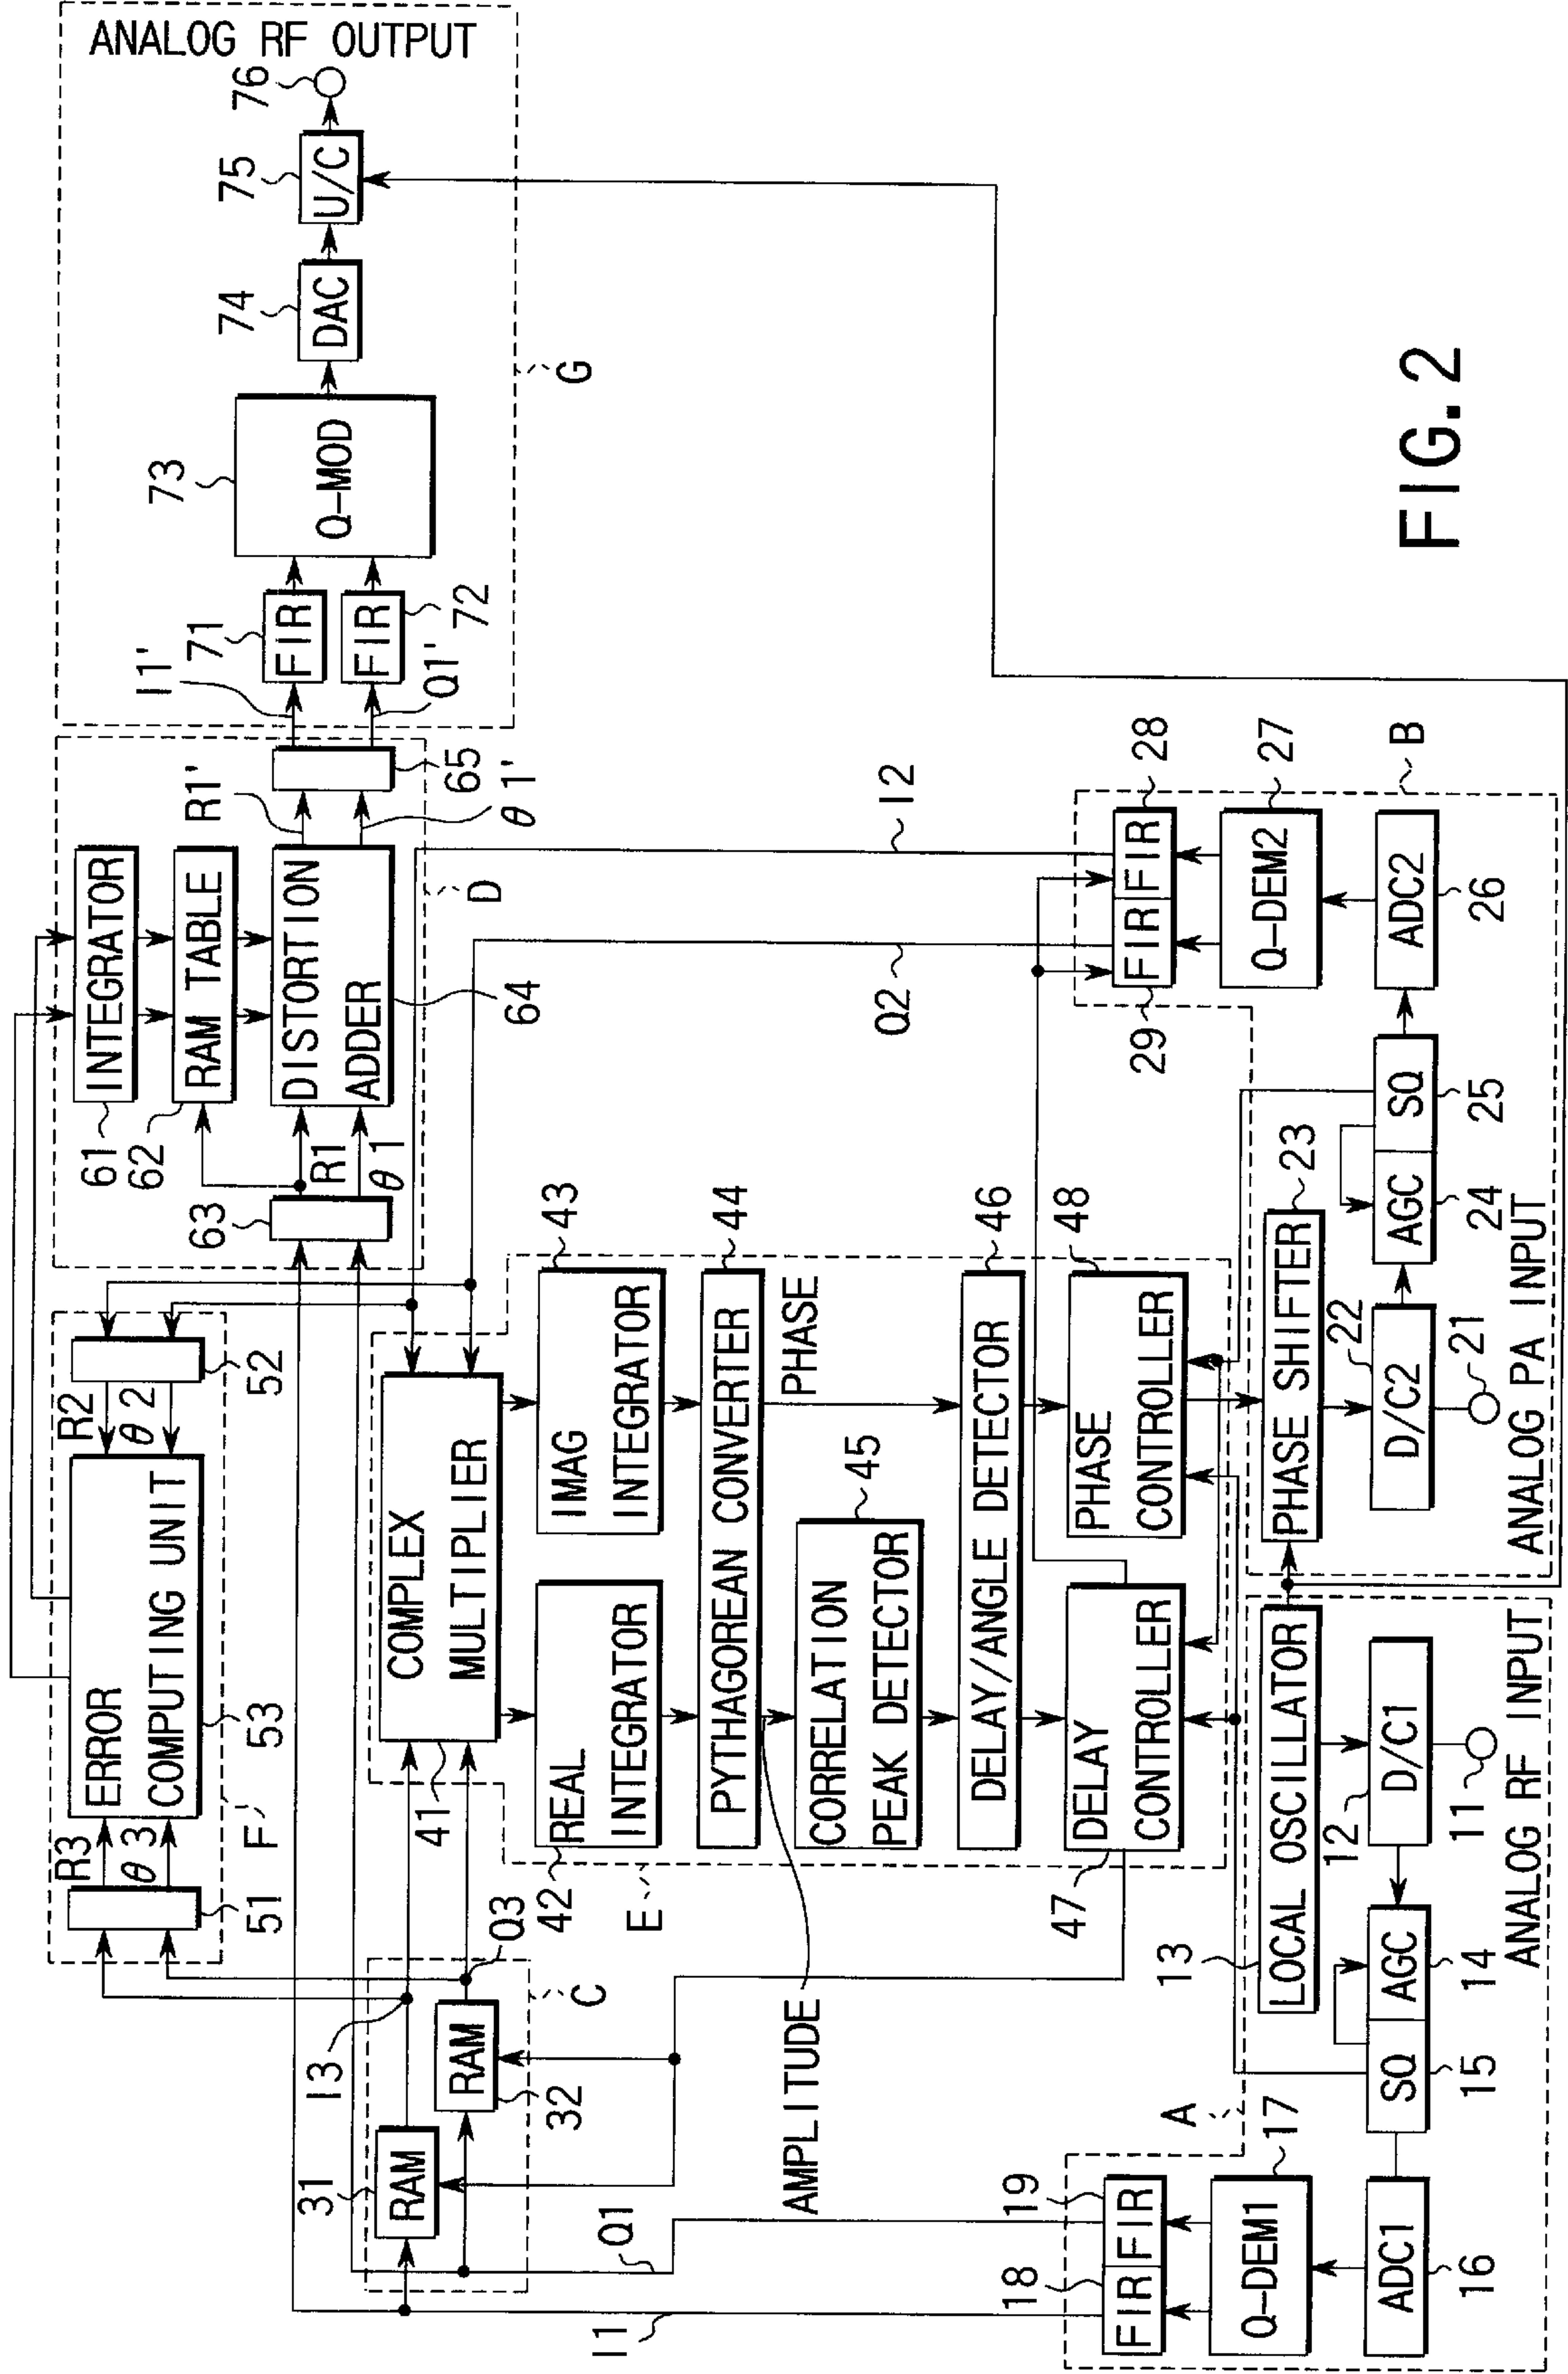 ANALOG RF OUTPUT
76
75
U/C
74
DAC
73
Q-MOD
71
FIR
72
FIR
I1'
Q1'
G
INTEGRATOR
61
RAM TABLE
62
DISTORTION
ADDER
64
63
R1
θ1
R1'
θ1'
65
D
R2
θ2
52
ERROR
COMPUTING UNIT
53
R3
θ3
51
F
COMPLEX
MULTIPLIER
41
IMAG
INTEGRATOR
43
REAL
INTEGRATOR
42
PYTHAGOREAN CONVERTER
44
PHASE
AMPLITUDE
CORRELATION
PEAK DETECTOR
45
DELAY/ANGLE DETECTOR
46
DELAY
CONTROLLER
47
PHASE
CONTROLLER
48
E
31
RAM
32
RAM
I3
Q3
C
I1
Q1
I2
Q2
18
FIR
19
FIR
A
17
Q-DEM1
16
ADC1
15
SQ
14
AGC
13
LOCAL OSCILLATOR
12
D/C1
11
ANALOG RF INPUT
29
FIR
28
FIR
27
Q-DEM2
B
26
ADC2
25
SQ
24
AGC
23
PHASE SHIFTER
22
D/C2
21
ANALOG PA INPUT
FIG.2